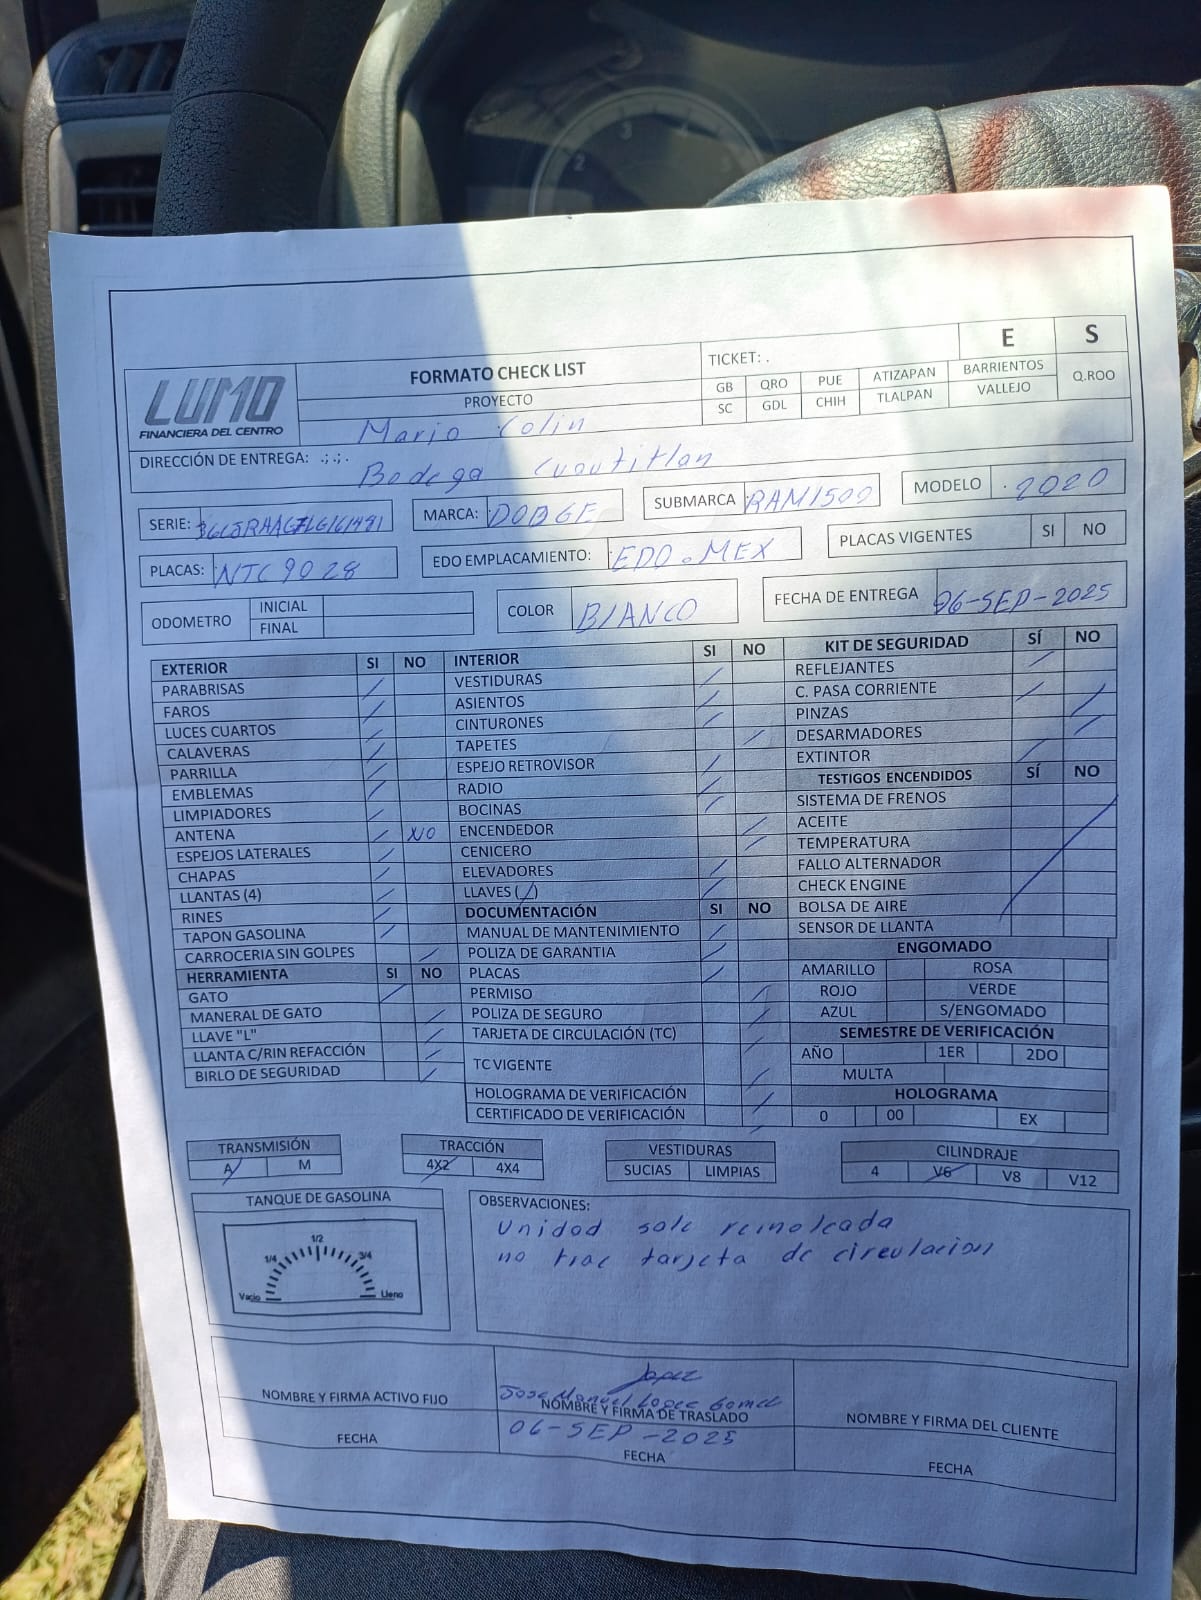 E S
LUMO
FINANCIERA DEL CENTRO
FORMATO CHECK LIST
PROYECTO
TICKET: .
GB QRO PUE ATIZAPAN BARRIENTOS Q.ROO
SC GDL CHIH TLALPAN VALLEJO
Mario Colin
DIRECCIÓN DE ENTREGA: .;.;.
Bodega Cuautitlan
SERIE:
MARCA: DODGE
SUBMARCA RAM1500
MODELO . 2020
PLACAS: NTC9028
EDO EMPLACAMIENTO: EDO.MEX
PLACAS VIGENTES SI NO
ODOMETRO INICIAL
FINAL
COLOR BLANCO
FECHA DE ENTREGA 06-SEP-2025
EXTERIOR SI NO
PARABRISAS
FAROS
LUCES CUARTOS
CALAVERAS
PARRILLA
EMBLEMAS
LIMPIADORES
ANTENA NO
ESPEJOS LATERALES
CHAPAS
LLANTAS (4)
RINES
TAPON GASOLINA
CARROCERIA SIN GOLPES
HERRAMIENTA SI NO
GATO
MANERAL DE GATO
LLAVE "L"
LLANTA C/RIN REFACCIÓN
BIRLO DE SEGURIDAD
INTERIOR SI NO
VESTIDURAS
ASIENTOS
CINTURONES
TAPETES
ESPEJO RETROVISOR
RADIO
BOCINAS
ENCENDEDOR
CENICERO
ELEVADORES
LLAVES (/)
DOCUMENTACIÓN SI NO
MANUAL DE MANTENIMIENTO
POLIZA DE GARANTIA
PLACAS
PERMISO
POLIZA DE SEGURO
TARJETA DE CIRCULACIÓN (TC)
TC VIGENTE
HOLOGRAMA DE VERIFICACIÓN
CERTIFICADO DE VERIFICACIÓN
KIT DE SEGURIDAD SÍ NO
REFLEJANTES
C. PASA CORRIENTE
PINZAS
DESARMADORES
EXTINTOR
TESTIGOS ENCENDIDOS SÍ NO
SISTEMA DE FRENOS
ACEITE
TEMPERATURA
FALLO ALTERNADOR
CHECK ENGINE
BOLSA DE AIRE
SENSOR DE LLANTA
ENGOMADO
AMARILLO ROSA
ROJO VERDE
AZUL S/ENGOMADO
SEMESTRE DE VERIFICACIÓN
AÑO 1ER 2DO
MULTA
HOLOGRAMA
0 00 EX
TRANSMISIÓN
A M
TRACCIÓN
4X2 4X4
VESTIDURAS
SUCIAS LIMPIAS
CILINDRAJE
4 V6 V8 V12
TANQUE DE GASOLINA
1/2
1/4 3/4
Vacio Lleno
OBSERVACIONES:
Unidad sale remolcada
no trae tarjeta de circulacion
NOMBRE Y FIRMA ACTIVO FIJO
FECHA
Lopez
Jose Manuel Lopez Gomez
NOMBRE Y FIRMA DE TRASLADO
06-SEP-2025
FECHA
NOMBRE Y FIRMA DEL CLIENTE
FECHA